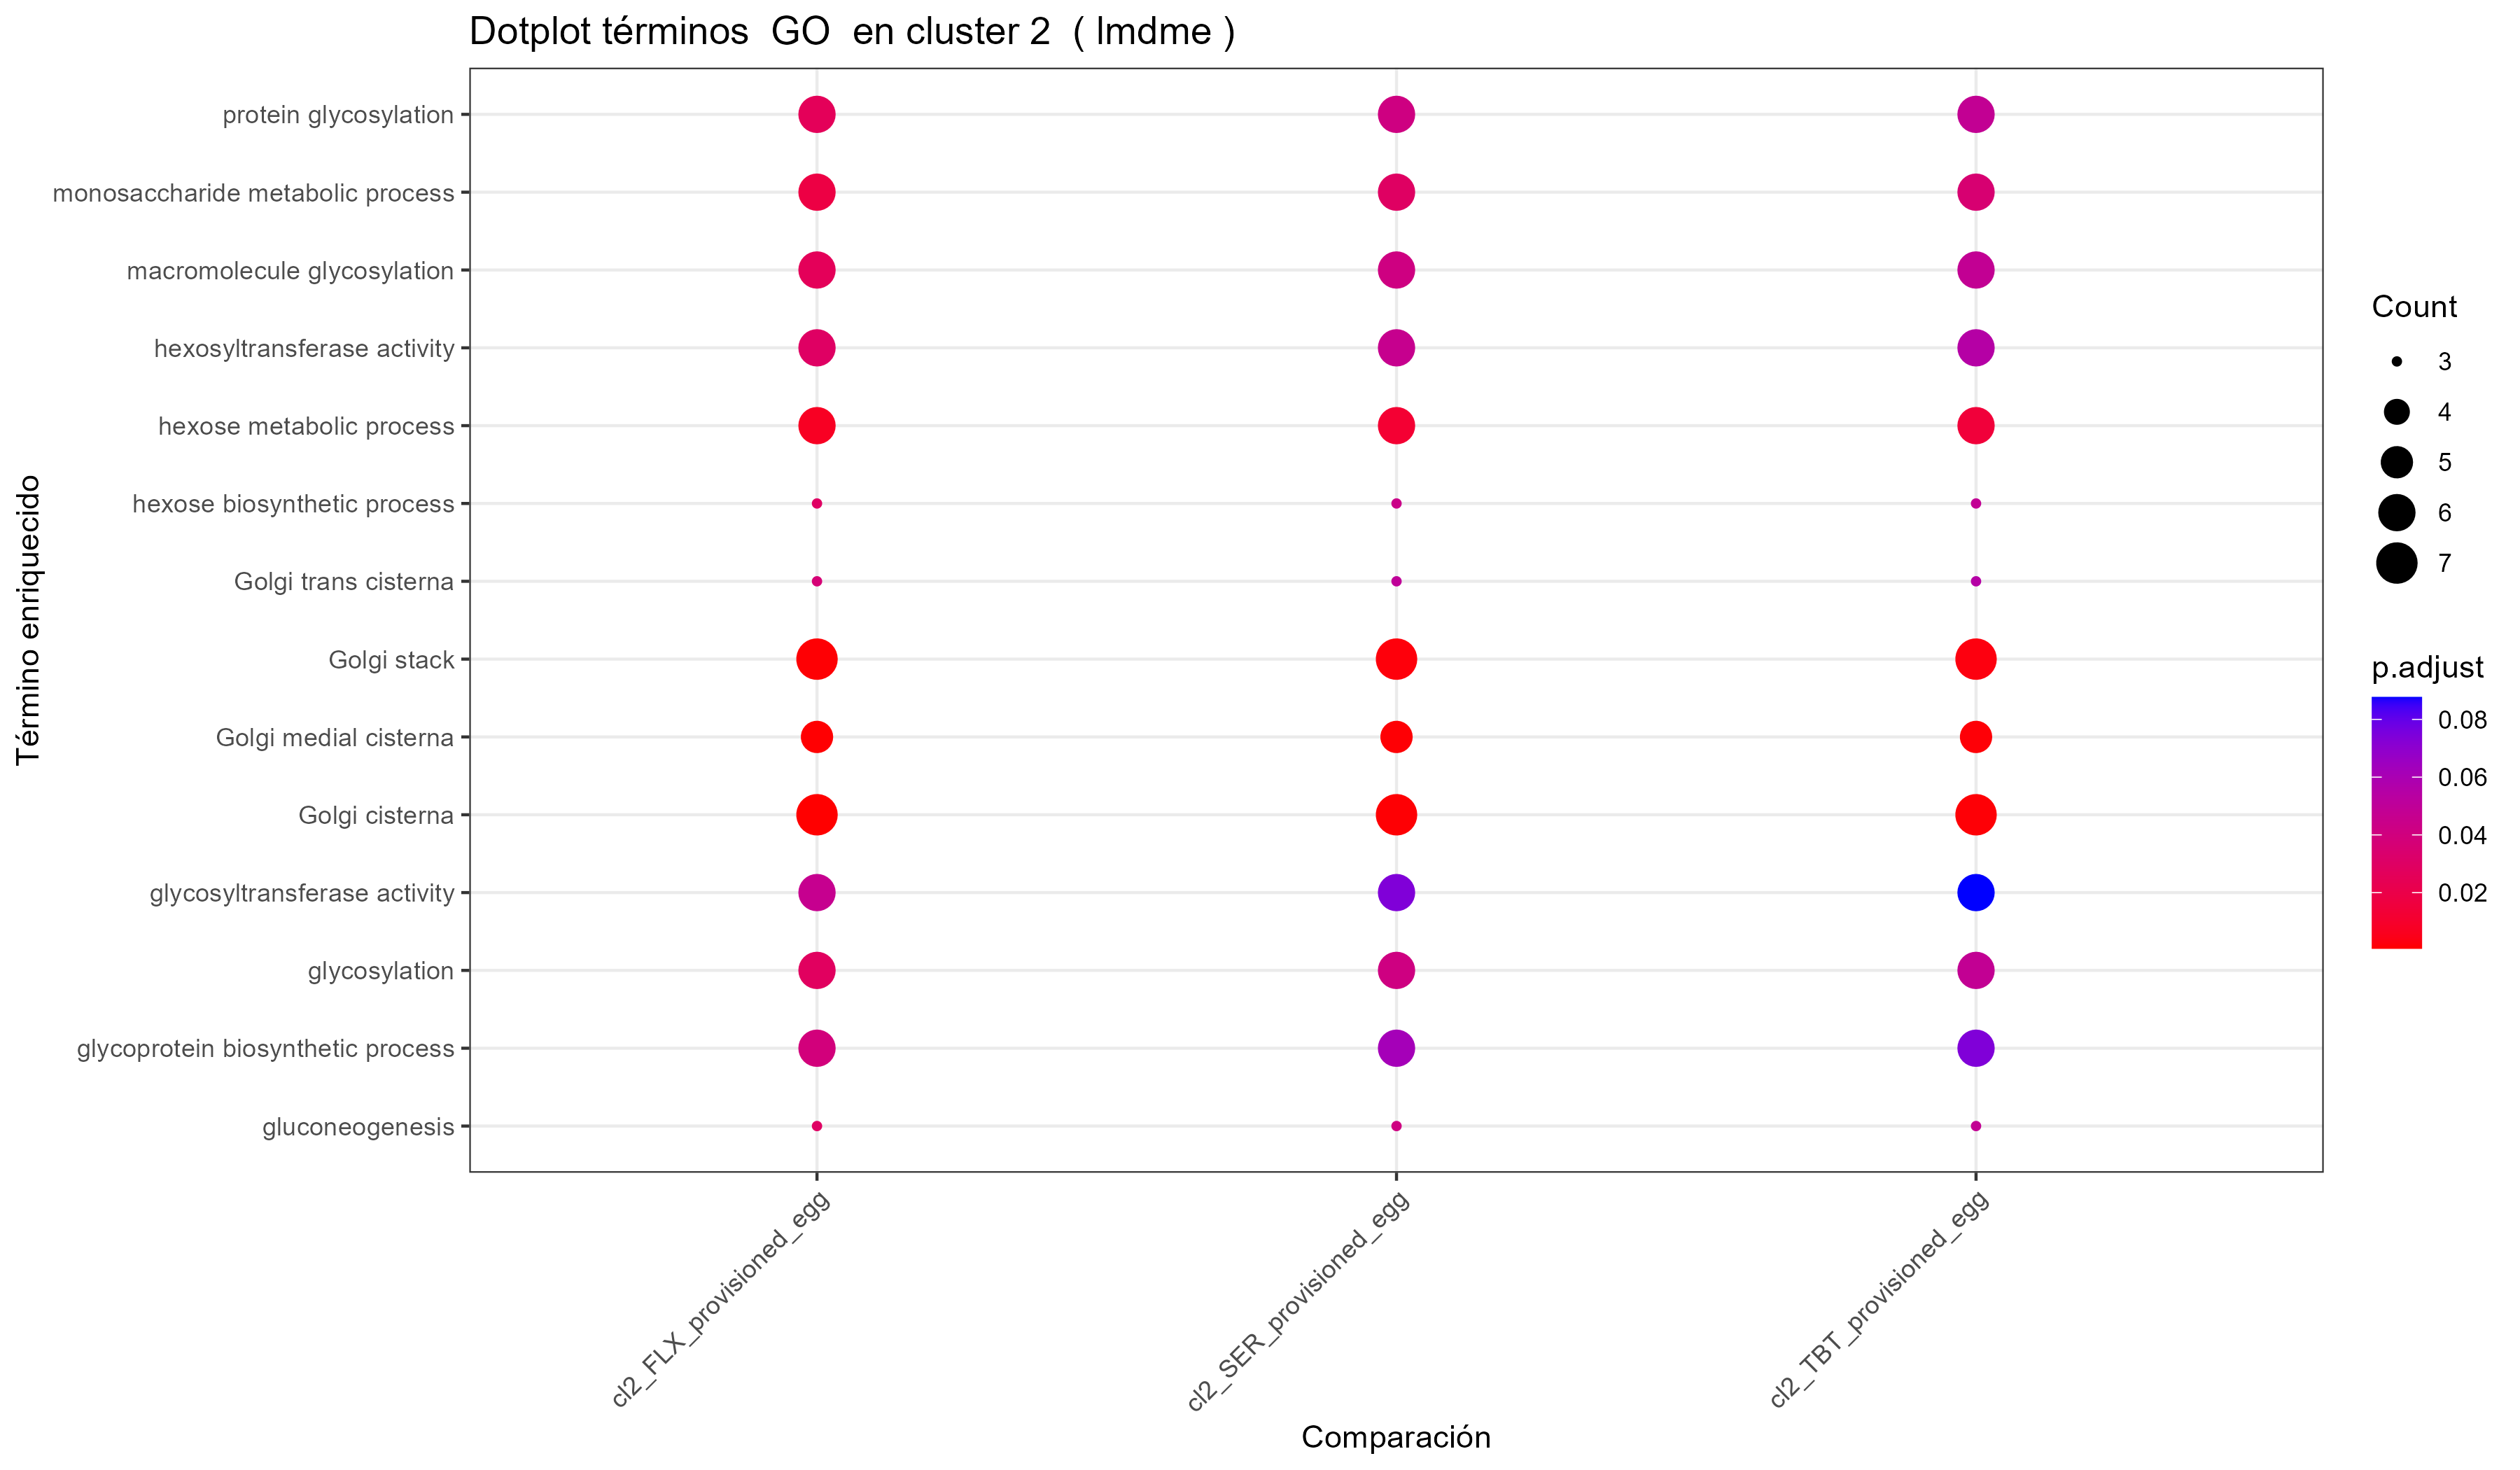 Dotplot términos  GO  en cluster 2  ( lmdme )
Término enriquecido
protein glycosylation
monosaccharide metabolic process
macromolecule glycosylation
hexosyltransferase activity
hexose metabolic process
hexose biosynthetic process
Golgi trans cisterna
Golgi stack
Golgi medial cisterna
Golgi cisterna
glycosyltransferase activity
glycosylation
glycoprotein biosynthetic process
gluconeogenesis
cl2_FLX_provisioned_egg
cl2_SER_provisioned_egg
cl2_TBT_provisioned_egg
Comparación
Count
3
4
5
6
7
p.adjust
0.08
0.06
0.04
0.02